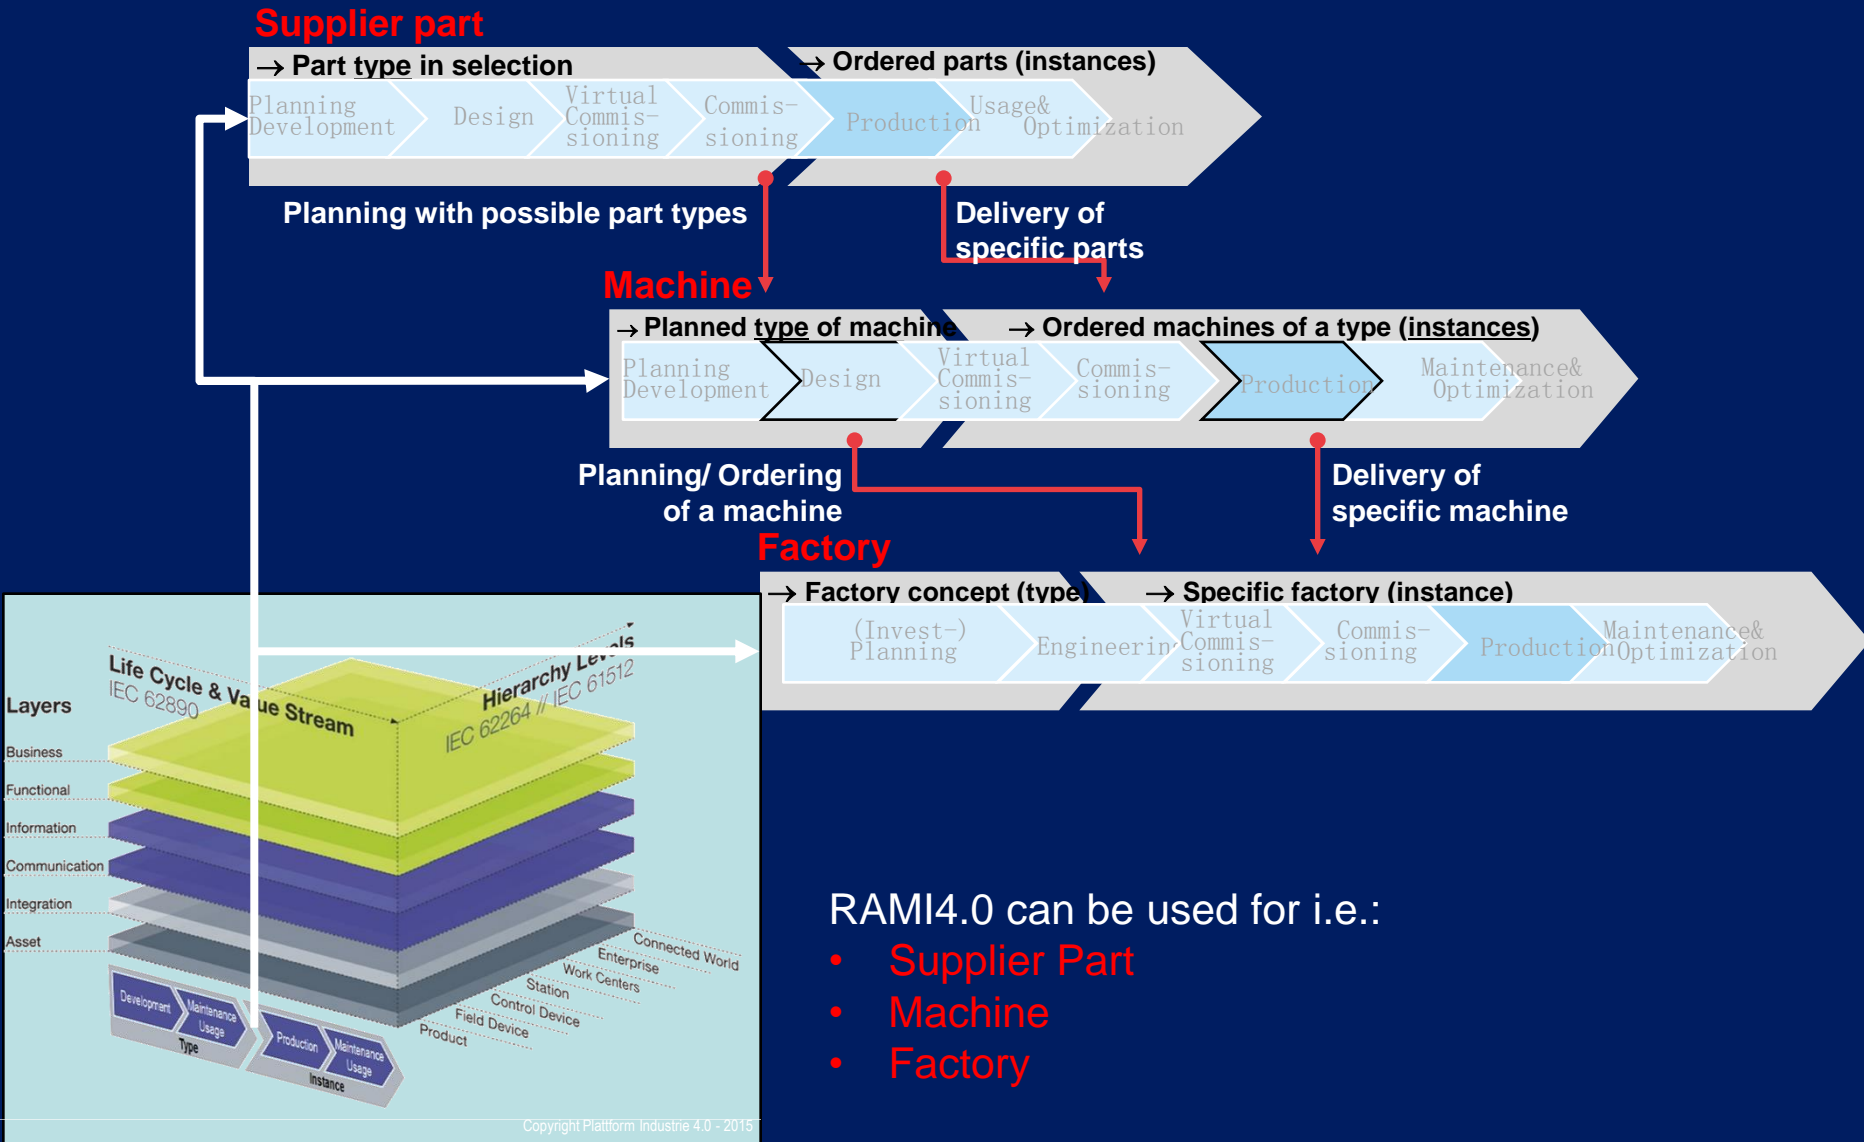 Supplier part
→ Part type in selection
→ Ordered parts (instances)
Planning
Development
Design
Virtual
Commis-
sioning
Commis-
sioning
Production
Usage&
Optimization
Planning with possible part types
Delivery of
specific parts
Machine
→ Planned type of machine
→ Ordered machines of a type (instances)
Planning
Development
Design
Virtual
Commis-
sioning
Commis-
sioning
Production
Maintenance&
Optimization
Planning/ Ordering
of a machine
Delivery of
specific machine
Factory
→ Factory concept (type)
→ Specific factory (instance)
(Invest-)
Planning
Engineering
Virtual
Commis-
sioning
Commis-
sioning
Production
Maintenance&
Optimization
Life Cycle & Value Stream
IEC 62890
Hierarchy Levels
IEC 62264 // IEC 61512
Layers
Business
Functional
Information
Communication
Integration
Asset
Connected World
Enterprise
Work Centers
Station
Control Device
Field Device
Product
Development
Maintenance
Usage
Type
Production
Maintenance
Usage
Instance
RAMI4.0 can be used for i.e.:
• Supplier Part
• Machine
• Factory
Copyright Plattform Industrie 4.0 - 2015